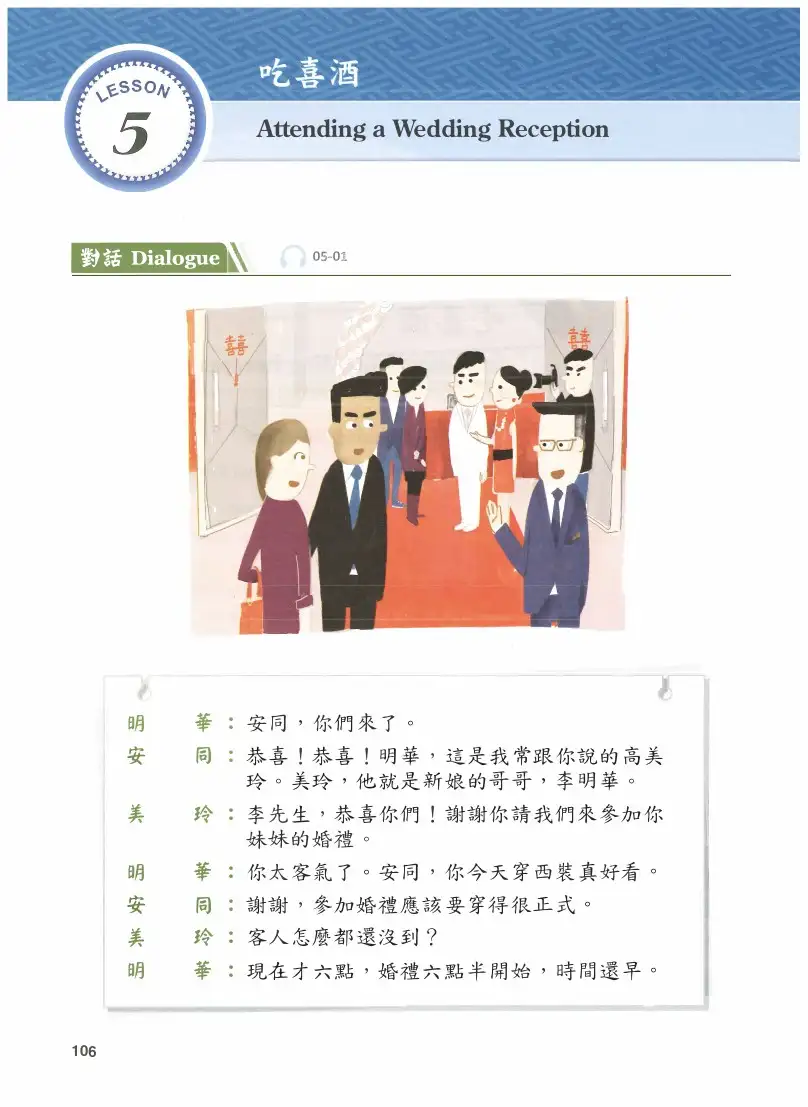 LESSON
5
吃喜酒
Attending a Wedding Reception
對話 Dialogue
05-01
囍
囍
明華：安同，你們來了。
安同：恭喜！恭喜！明華，這是我常跟你說的高美
玲。美玲，他就是新娘的哥哥，李明華。
美玲：李先生，恭喜你們！謝謝你請我們來參加你
妹妹的婚禮。
明華：你太客氣了。安同，你今天穿西裝真好看。
安同：謝謝，參加婚禮應該要穿得很正式。
美玲：客人怎麼都還沒到？
明華：現在才六點，婚禮六點半開始，時間還早。
106